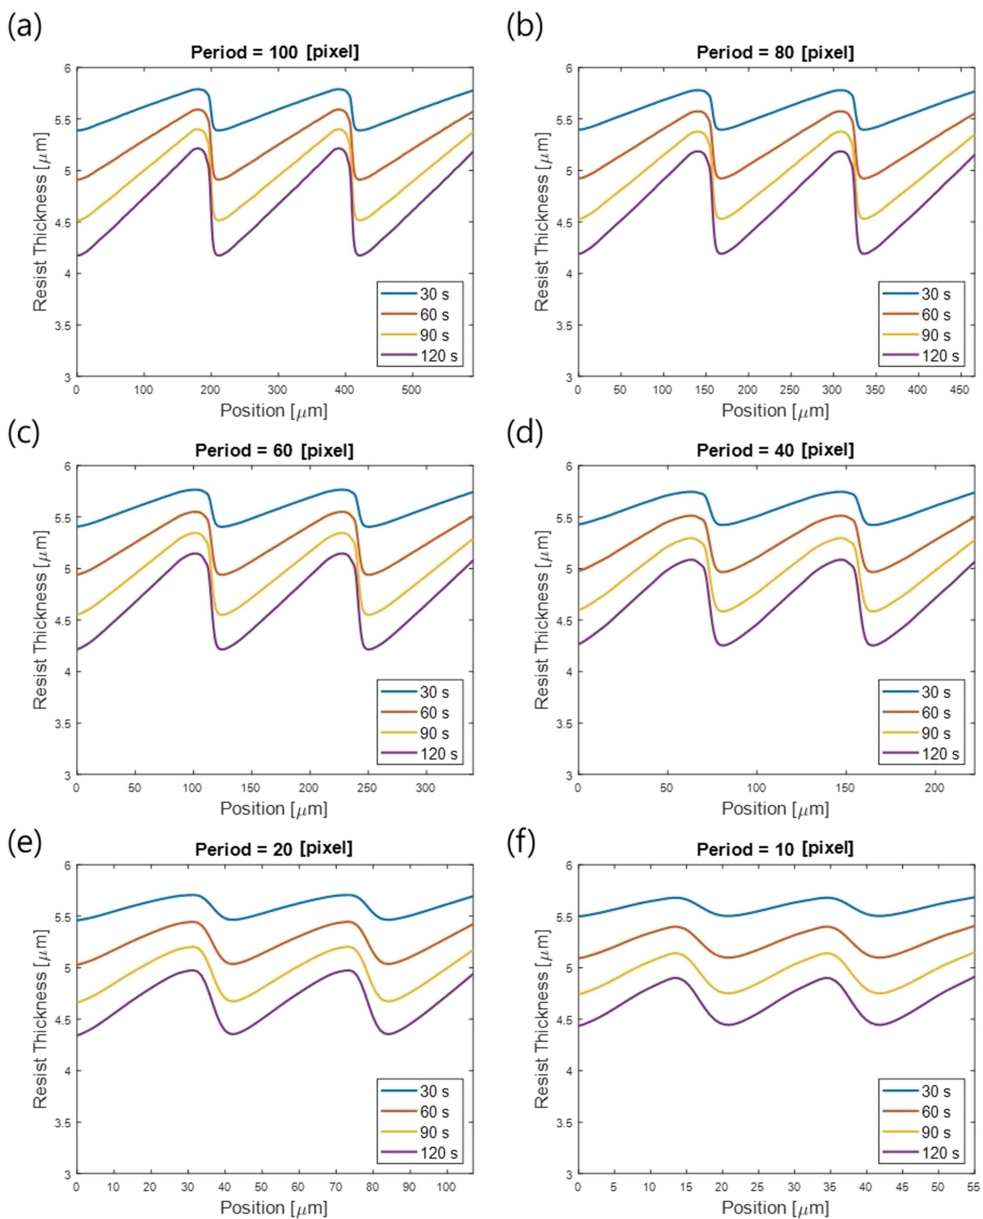 (a)
Period = 100 [pixel]
6
5.5
5
4.5
4
3.5
3
Resist Thickness [μm]
30 s
60 s
90 s
120 s
0 100 200 300 400 500
Position [μm]
(b)
Period = 80 [pixel]
6
5.5
5
4.5
4
3.5
3
Resist Thickness [μm]
30 s
60 s
90 s
120 s
0 50 100 150 200 250 300 350 400 450
Position [μm]
(c)
Period = 60 [pixel]
6
5.5
5
4.5
4
3.5
3
Resist Thickness [μm]
30 s
60 s
90 s
120 s
0 50 100 150 200 250 300
Position [μm]
(d)
Period = 40 [pixel]
6
5.5
5
4.5
4
3.5
3
Resist Thickness [μm]
30 s
60 s
90 s
120 s
0 50 100 150 200
Position [μm]
(e)
Period = 20 [pixel]
6
5.5
5
4.5
4
3.5
3
Resist Thickness [μm]
30 s
60 s
90 s
120 s
0 10 20 30 40 50 60 70 80 90 100
Position [μm]
(f)
Period = 10 [pixel]
6
5.5
5
4.5
4
3.5
3
Resist Thickness [μm]
30 s
60 s
90 s
120 s
0 5 10 15 20 25 30 35 40 45 50 55
Position [μm]